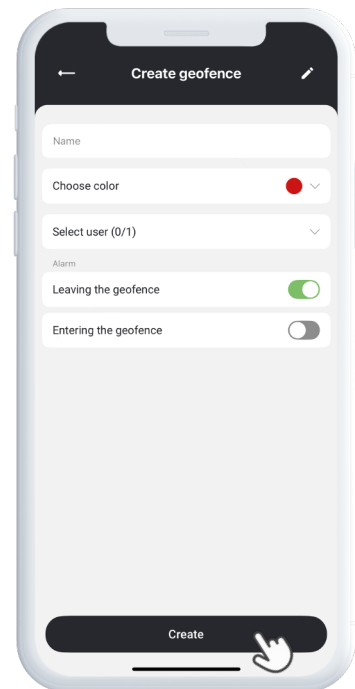 Create geofence
Name
Choose color
Select user (0/1)
Alarm
Leaving the geofence
Entering the geofence
Create